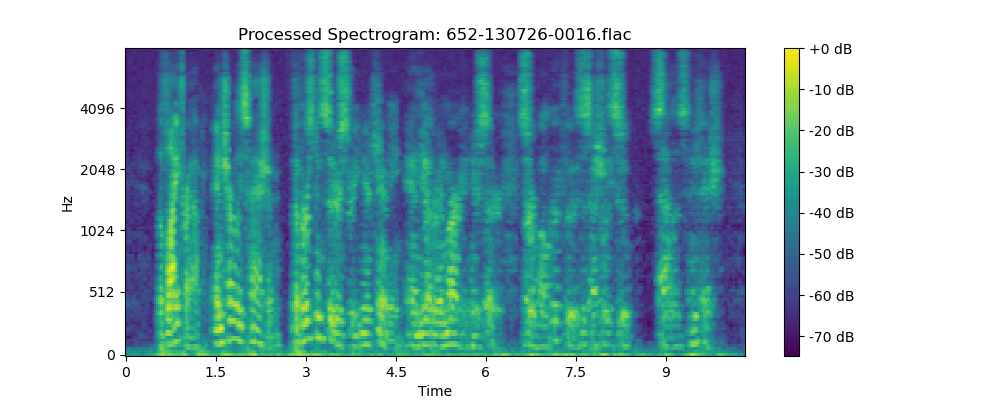 Processed Spectrogram: 652-130726-0016.flac
Hz
4096
2048
1024
512
0
0 1.5 3 4.5 6 7.5 9
Time
+0 dB
-10 dB
-20 dB
-30 dB
-40 dB
-50 dB
-60 dB
-70 dB